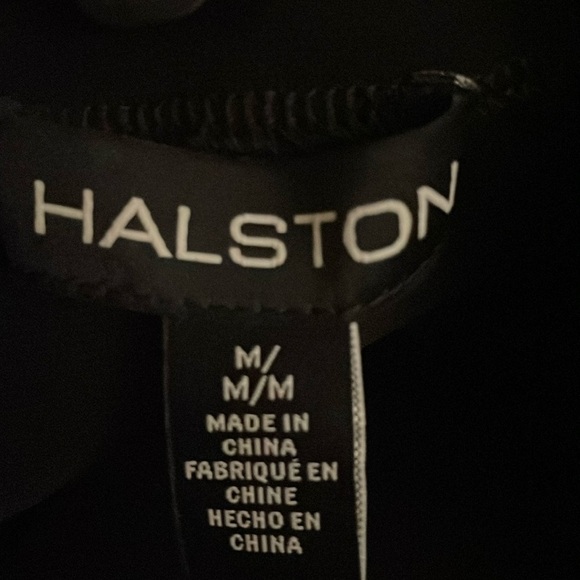 HALSTON
M/
M/M
MADE IN
CHINA
FABRIQUÉ EN
CHINE
HECHO EN
CHINA